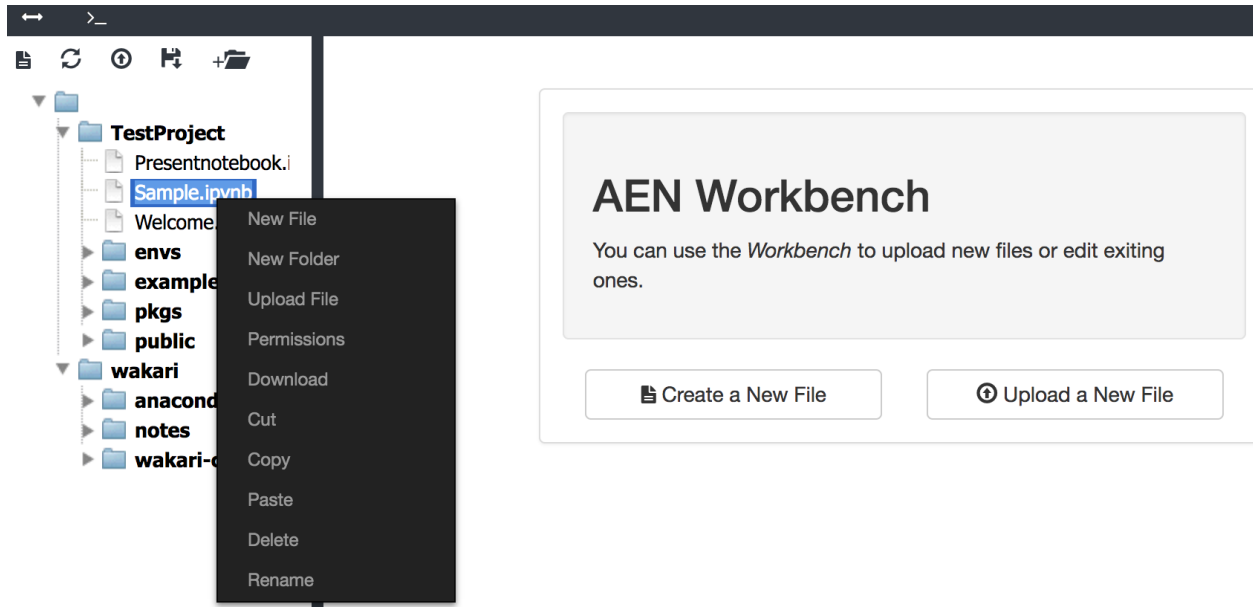 >_
TestProject
Presentnotebook.i
Sample.ipynb
Welcome.
envs
example
pkgs
public
wakari
anacond
notes
wakari-
New File
New Folder
Upload File
Permissions
Download
Cut
Copy
Paste
Delete
Rename
AEN Workbench
You can use the Workbench to upload new files or edit exiting
ones.
Create a New File
Upload a New File